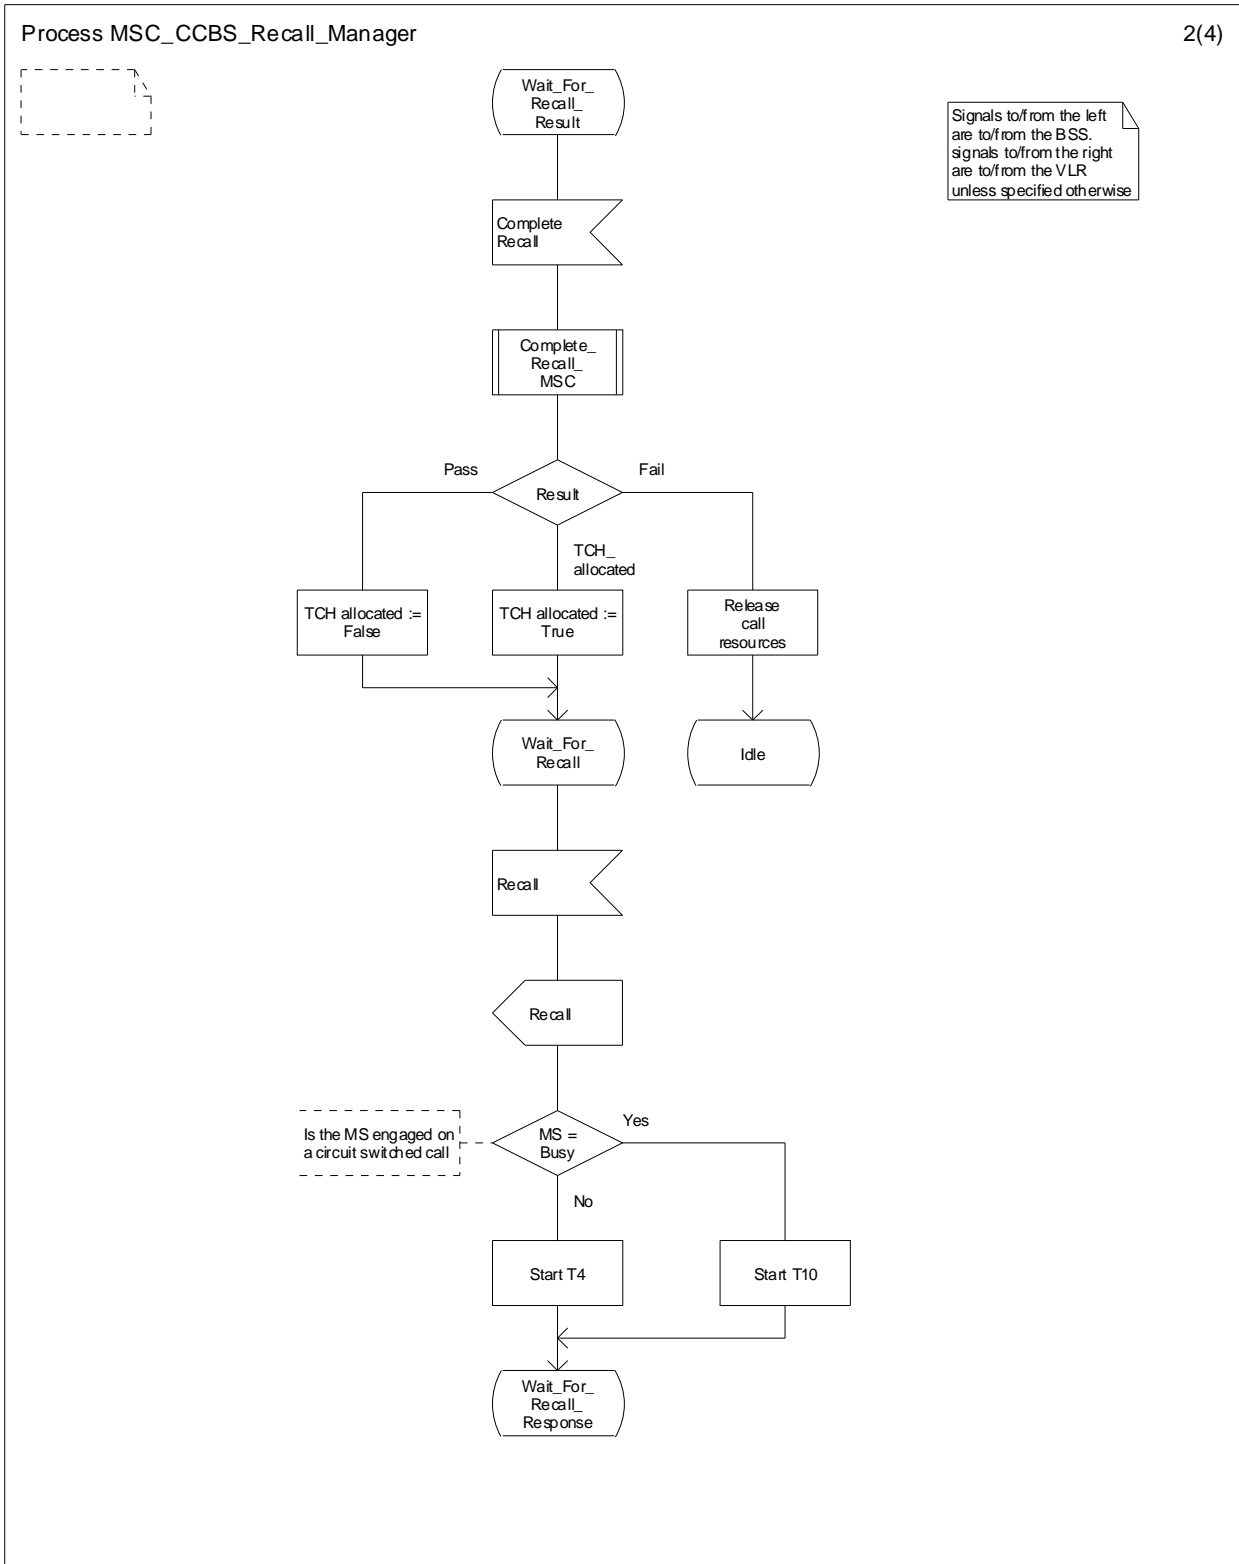 Process MSC_CCBS_Recall_Manager
2(4)
Wait_For_
Recall_
Result
Signals to/from the left
are to/from the BSS.
signals to/from the right
are to/from the VLR
unless specified otherwise
Complete
Recall
Complete_
Recall_
MSC
Pass
Fail
Result
TCH_
allocated
TCH allocated :=
False
TCH allocated :=
True
Release
call
resources
Wait_For_
Recall
Idle
Recall
Recall
Is the MS engaged on
a circuit switched call
MS =
Busy
Yes
No
Start T4
Start T10
Wait_For_
Recall_
Response